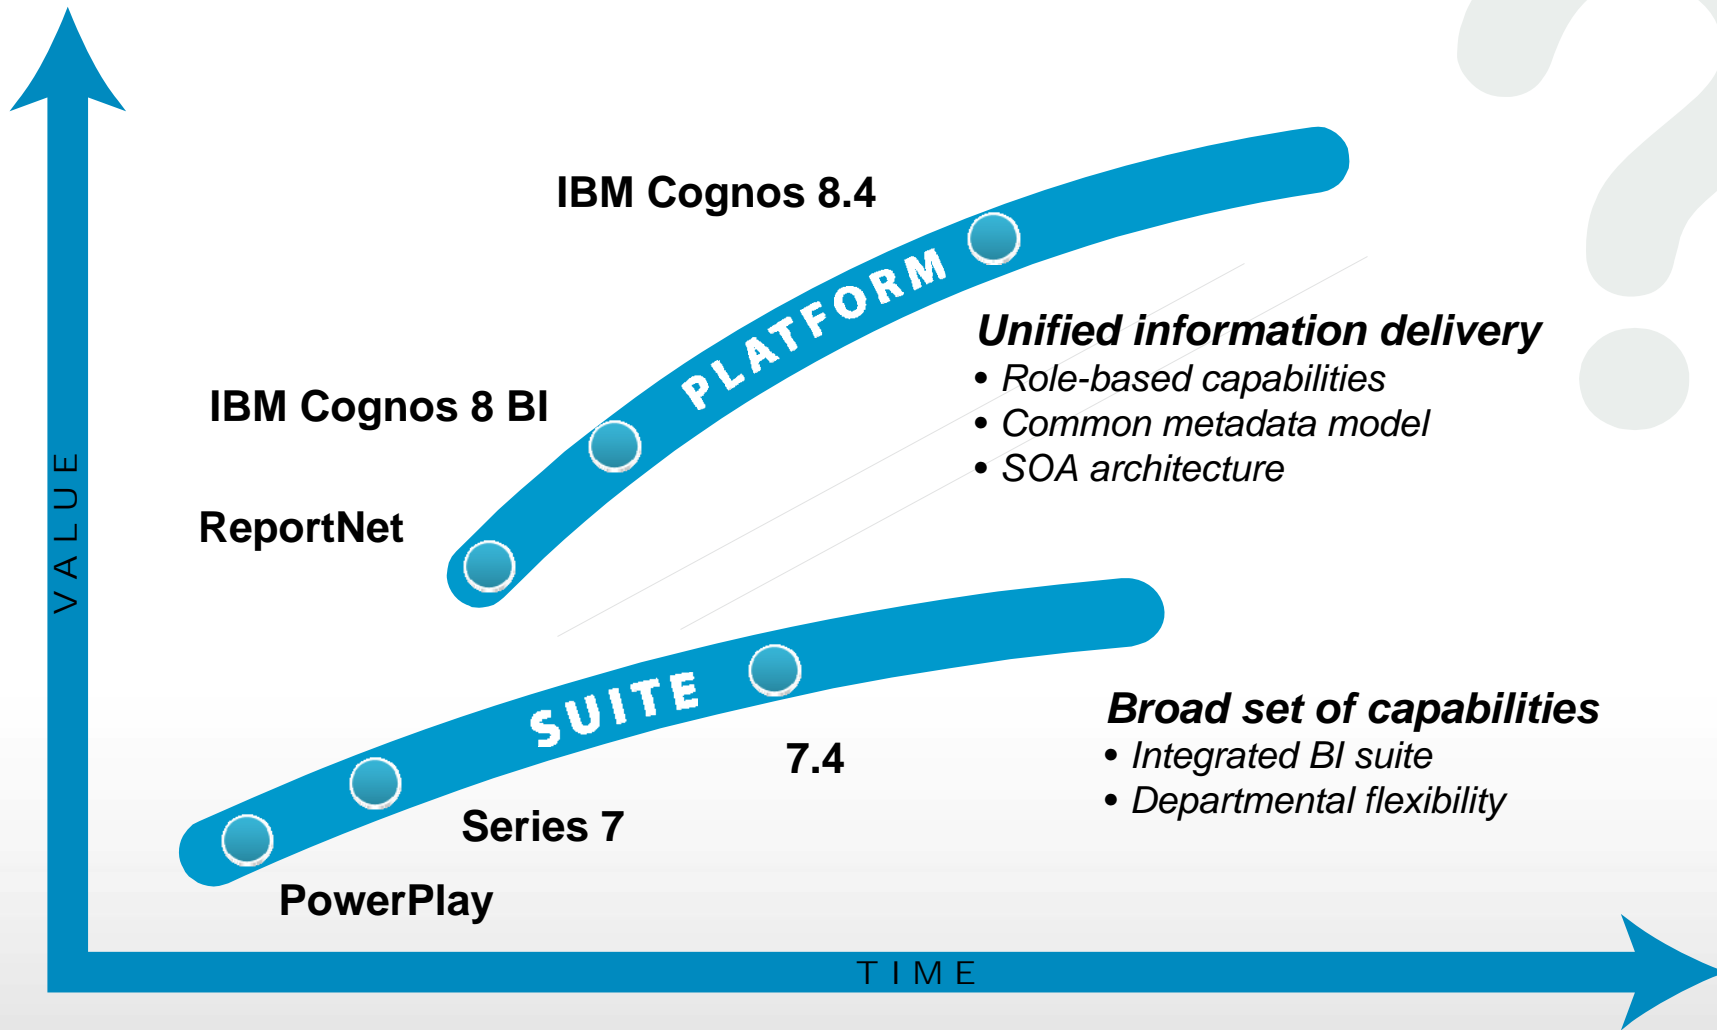 IBM Cognos 8.4
PLATFORM
Unified information delivery
• Role-based capabilities
• Common metadata model
• SOA architecture
IBM Cognos 8 BI
ReportNet
VALUE
SUITE
7.4
Series 7
PowerPlay
Broad set of capabilities
• Integrated BI suite
• Departmental flexibility
TIME
?